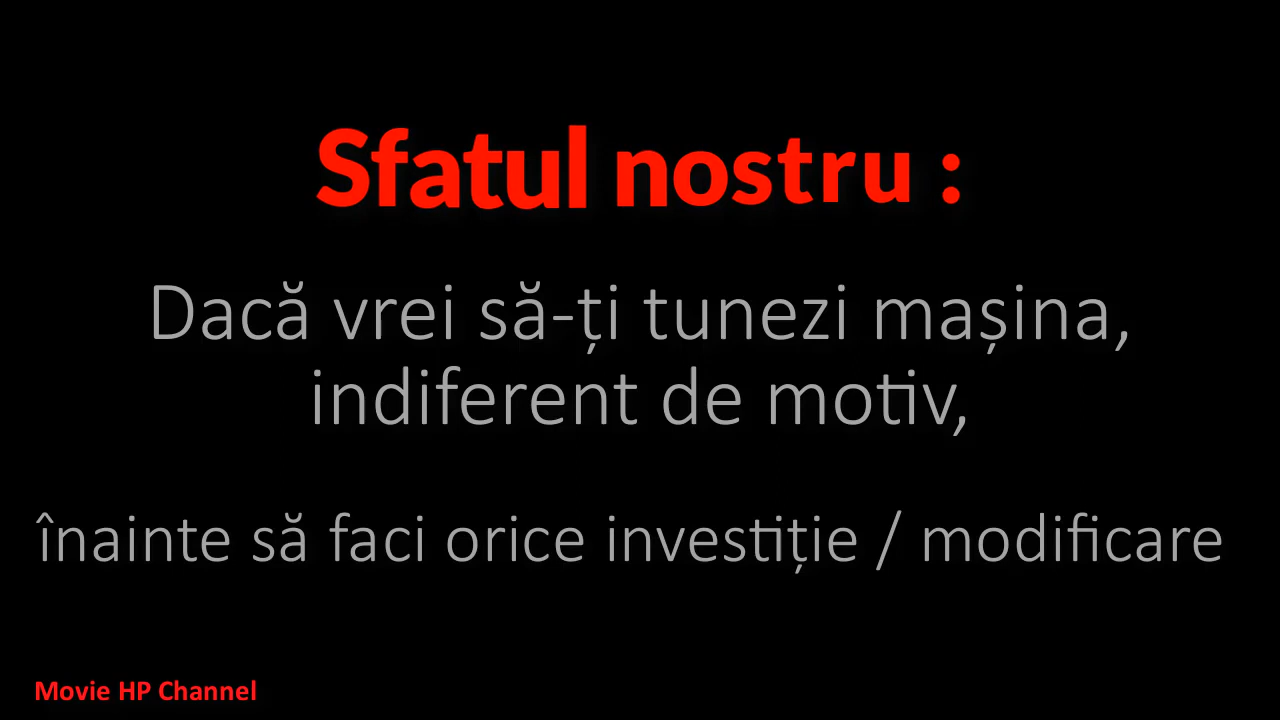 Sfatul nostru :
Dacă vrei să-ți tunezi mașina,
indiferent de motiv,
înainte să faci orice investiție / modificare
Movie HP Channel